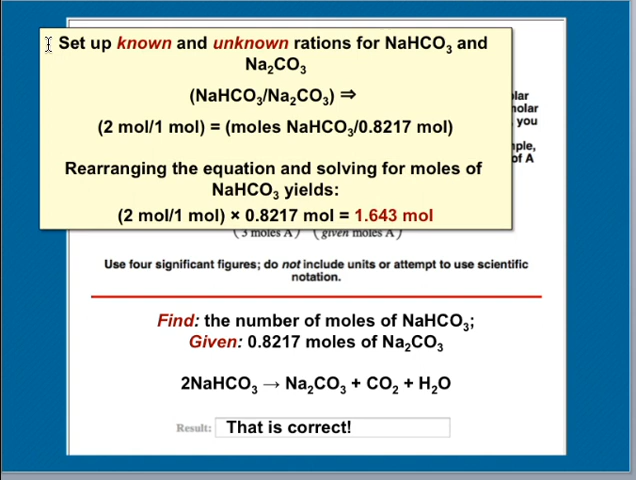 Set up known and unknown rations for NaHCO₃ and
Na₂CO₃
(NaHCO₃/Na₂CO₃) ⇒
(2 mol/1 mol) = (moles NaHCO₃/0.8217 mol)
Rearranging the equation and solving for moles of
NaHCO₃ yields:
(2 mol/1 mol) × 0.8217 mol = 1.643 mol
you
of A
(3 moles A) (given moles A)
Use four significant figures; do not include units or attempt to use scientific
notation.
Find: the number of moles of NaHCO₃;
Given: 0.8217 moles of Na₂CO₃
2NaHCO₃ → Na₂CO₃ + CO₂ + H₂O
Result: That is correct!